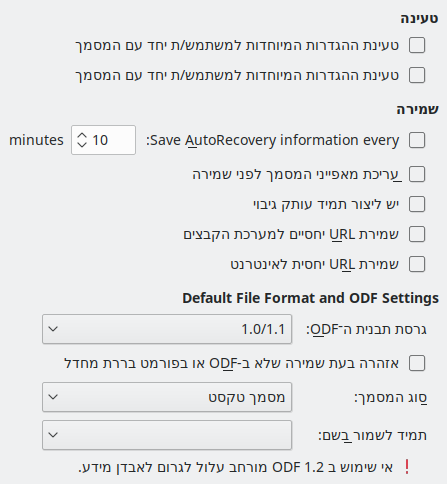 טעינה
טעינת ההגדרות המיוחדות למשתמש/ת יחד עם המסמך
טעינת ההגדרות המיוחדות למשתמש/ת יחד עם המסמך
שמירה
Save AutoRecovery information every: 10 minutes
עריכת מאפייני המסמך לפני שמירה
יש ליצור תמיד עותק גיבוי
שמירת URL יחסיים למערכת הקבצים
שמירת URL יחסית לאינטרנט
Default File Format and ODF Settings
גרסת תבנית ה־ODF: 1.0/1.1
אזהרה בעת שמירה שלא ב-ODF או בפורמט בררת מחדל
סוג המסמך: מסמך טקסט
תמיד לשמור בשם:
אי שימוש ב ODF 1.2 מורחב עלול לגרום לאבדן מידע.